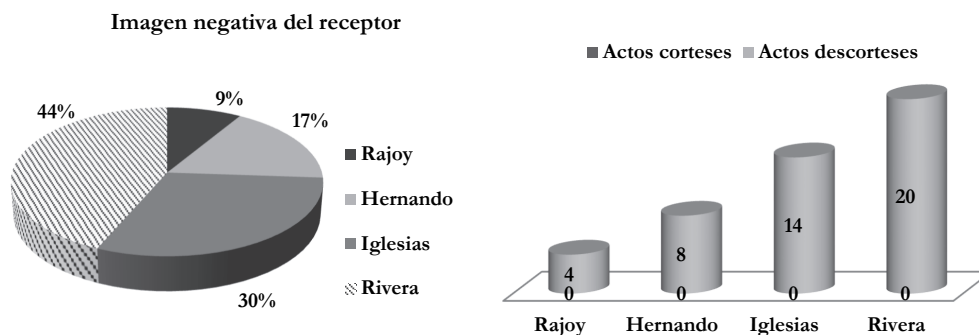 Imagen negativa del receptor
44%
9%
17%
30%
Rajoy
Hernando
Iglesias
Rivera
Actos corteses Actos descorteses
4
8
14
20
0 0 0 0
Rajoy Hernando Iglesias Rivera